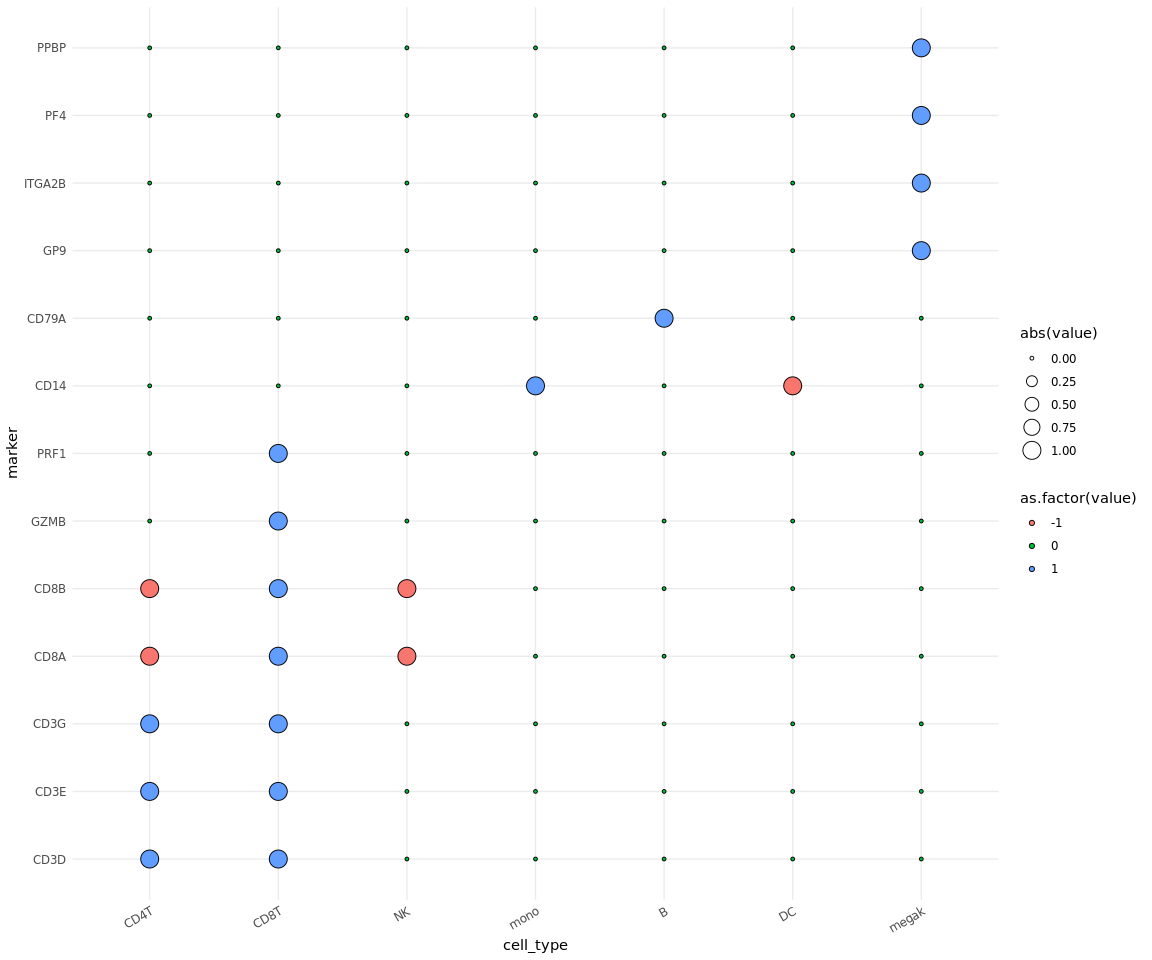 PPBP
PF4
ITGA2B
GP9
CD79A
CD14
PRF1
GZMB
CD8B
CD8A
CD3G
CD3E
CD3D
marker
CD4T
CD8T
NK
mono
B
DC
megak
cell_type
abs(value)
0.00
0.25
0.50
0.75
1.00
as.factor(value)
-1
0
1